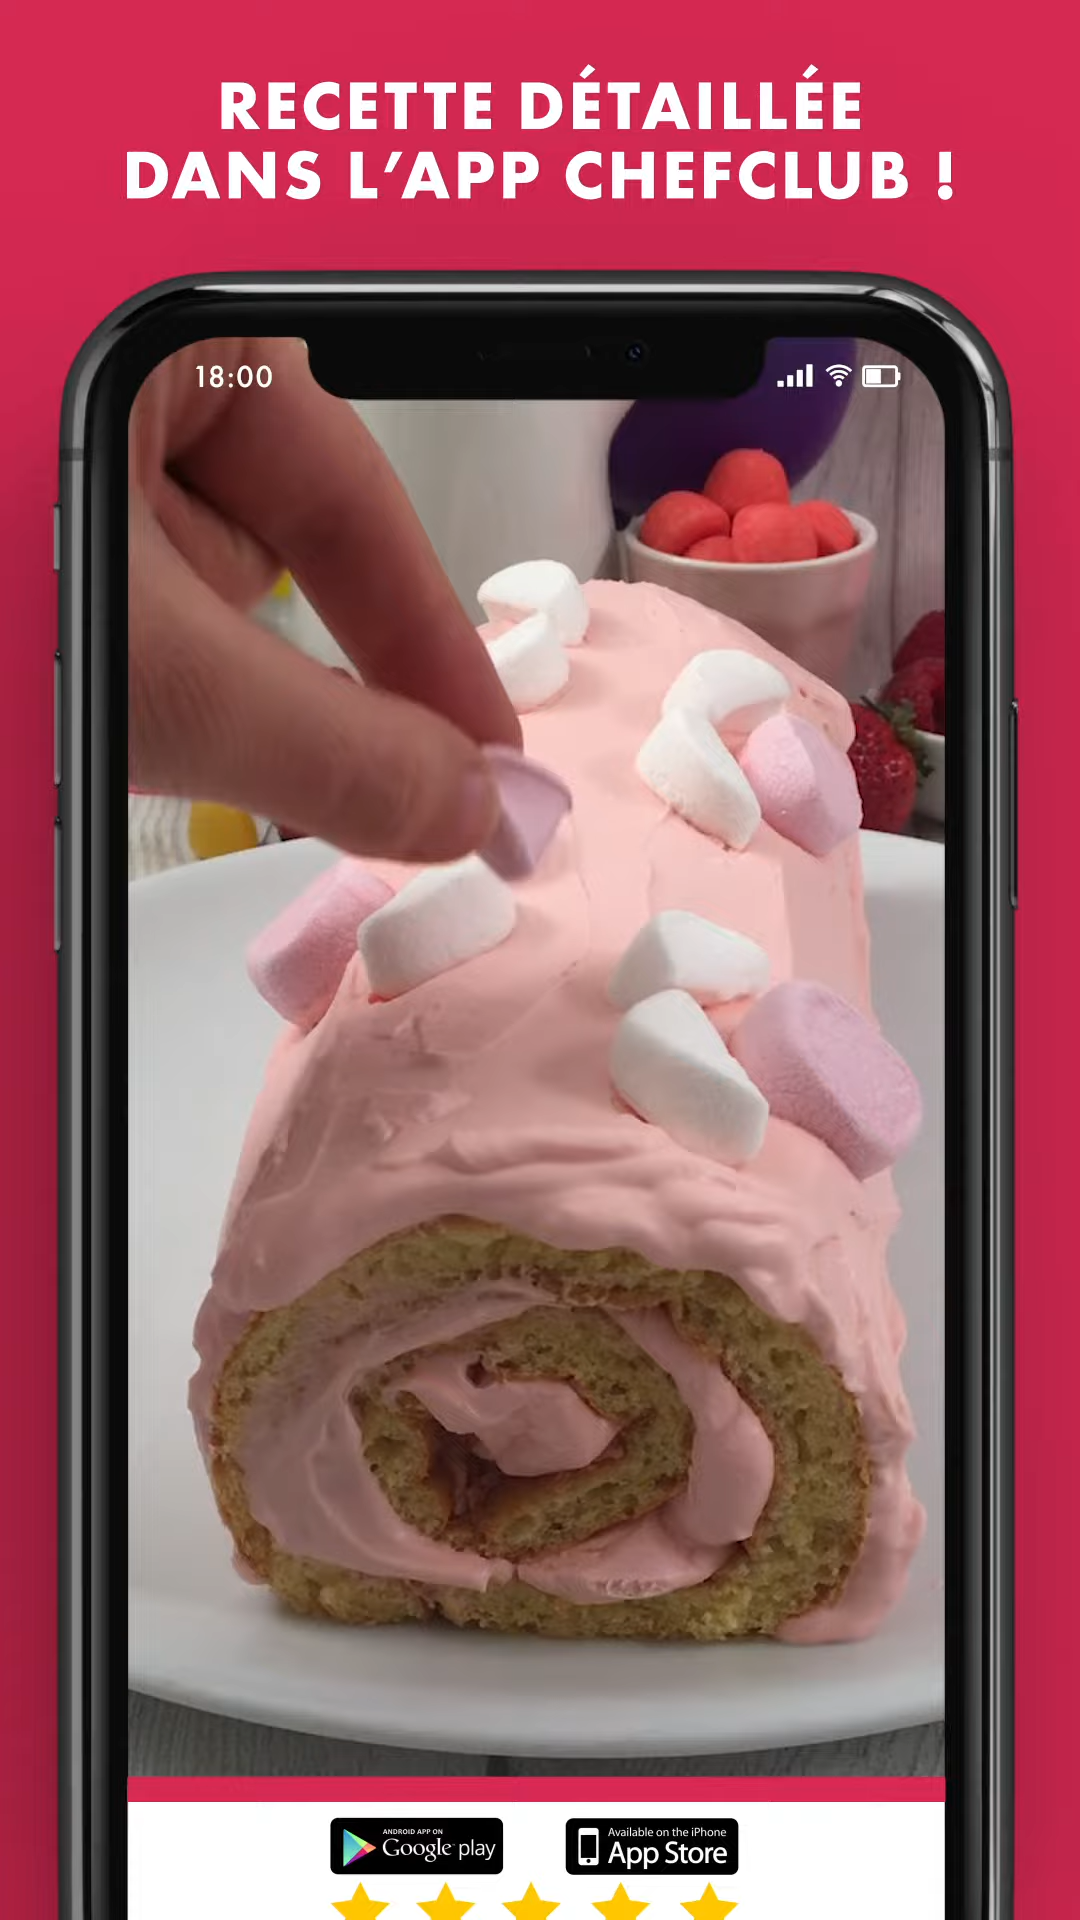 RECETTE DÉTAILLÉE
DANS L’APP CHEFCLUB !
18:00
ANDROID APP ON
Google play
Available on the iPhone
App Store